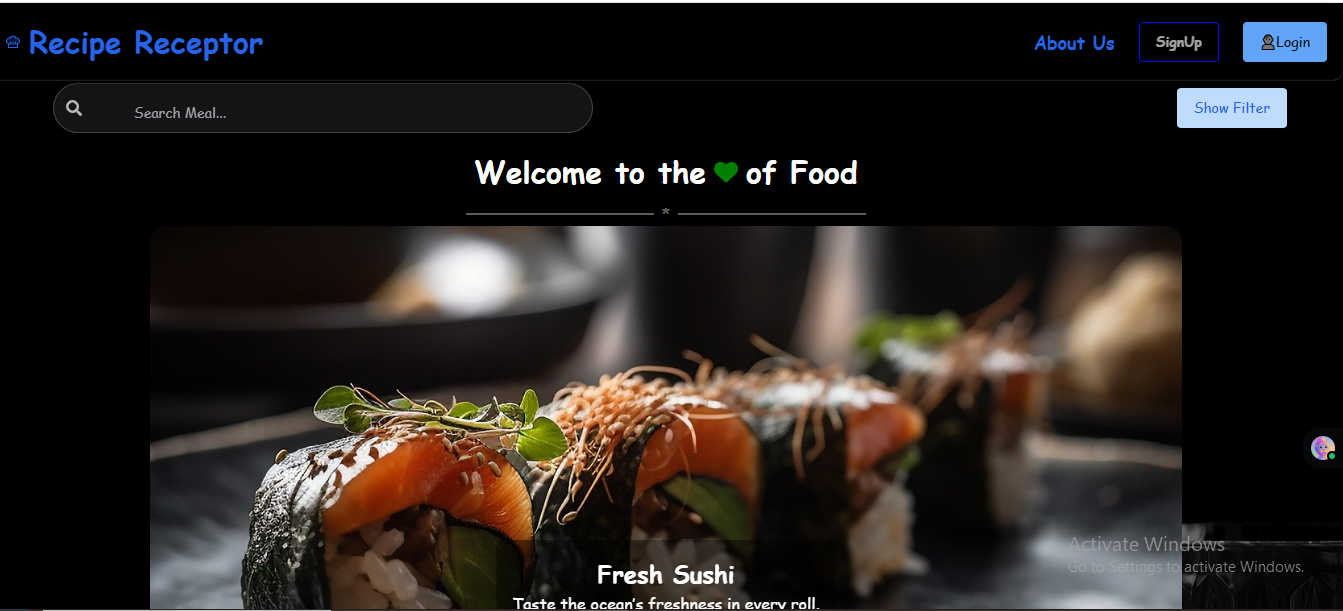 Recipe Receptor
About Us
SignUp
Login
Search Meal...
Show Filter
Welcome to the of Food
*
Fresh Sushi
Taste the ocean's freshness in every roll.
Activate Windows
Go to Settings to activate Windows.